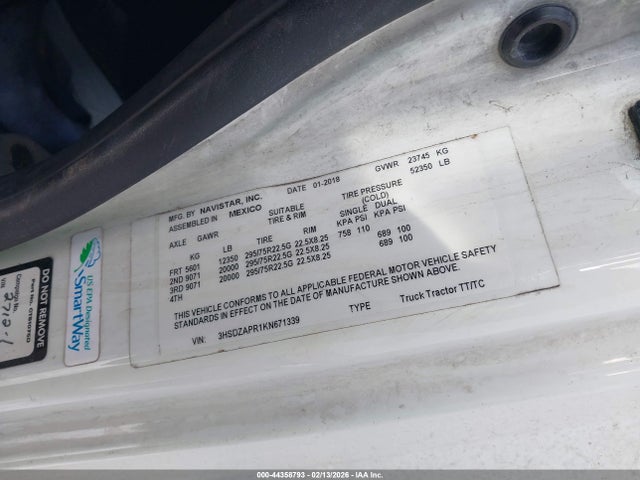 MFG. BY NAVISTAR, INC. DATE 01-2018 GVWR 23745 KG
ASSEMBLED IN MEXICO 52350 LB
SUITABLE TIRE PRESSURE
AXLE GAWR TIRE & RIM (COLD)
KG LB TIRE RIM SINGLE DUAL
KPA PSI KPA PSI
FRT 5601 12350 295/75R22.5G 22.5X8.25 758 110
2ND 9071 20000 295/75R22.5G 22.5X8.25 689 100
3RD 9071 20000 295/75R22.5G 22.5X8.25 689 100
4TH
THIS VEHICLE CONFORMS TO ALL APPLICABLE FEDERAL MOTOR VEHICLE SAFETY
STANDARDS IN EFFECT ON THE DATE OF MANUFACTURE SHOWN ABOVE.
VIN: 3HSDZAPR1KN671339 TYPE Truck Tractor TT/TC
US EPA Designated
SmartWay
DO NOT REMOVE
000-44358793 - 02/13/2026 - IAA Inc.